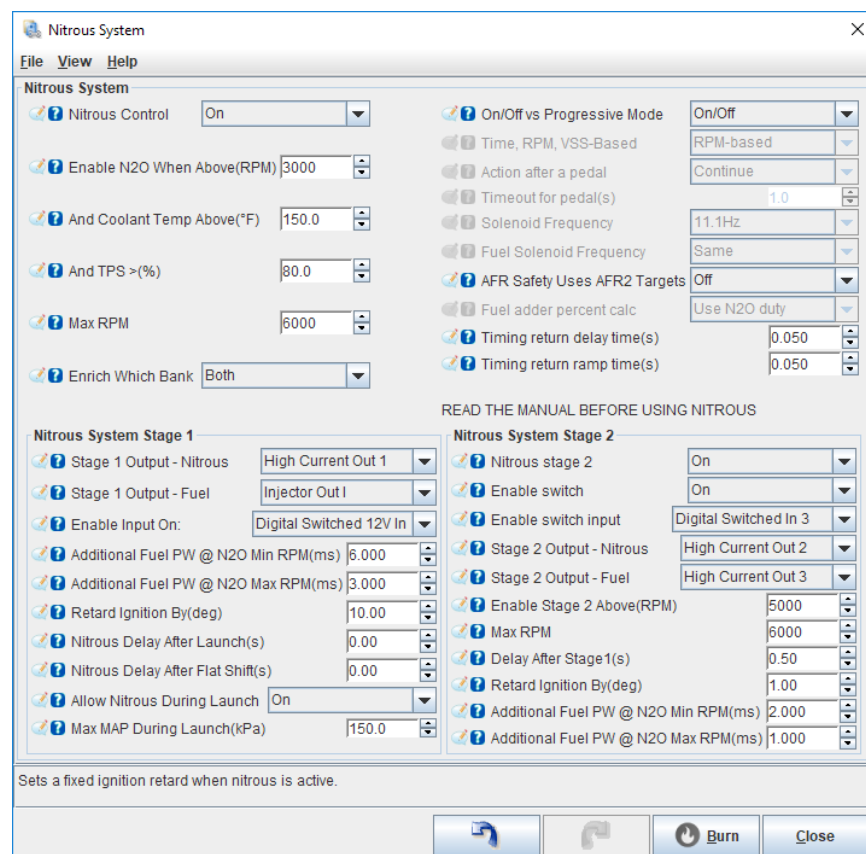 Nitrous System
File View Help
Nitrous System
Nitrous Control On
Enable N2O When Above(RPM) 3000
And Coolant Temp Above(°F) 150.0
And TPS >(%) 80.0
Max RPM 6000
Enrich Which Bank Both
On/Off vs Progressive Mode On/Off
Time, RPM, VSS-Based RPM-based
Action after a pedal Continue
Timeout for pedal(s) 1.0
Solenoid Frequency 11.1Hz
Fuel Solenoid Frequency Same
AFR Safety Uses AFR2 Targets Off
Fuel adder percent calc Use N2O duty
Timing return delay time(s) 0.050
Timing return ramp time(s) 0.050
READ THE MANUAL BEFORE USING NITROUS
Nitrous System Stage 1
Stage 1 Output - Nitrous High Current Out 1
Stage 1 Output - Fuel Injector Out I
Enable Input On: Digital Switched 12V In
Additional Fuel PW @ N2O Min RPM(ms) 6.000
Additional Fuel PW @ N2O Max RPM(ms) 3.000
Retard Ignition By(deg) 10.00
Nitrous Delay After Launch(s) 0.00
Nitrous Delay After Flat Shift(s) 0.00
Allow Nitrous During Launch On
Max MAP During Launch(kPa) 150.0
Nitrous System Stage 2
Nitrous stage 2 On
Enable switch On
Enable switch input Digital Switched In 3
Stage 2 Output - Nitrous High Current Out 2
Stage 2 Output - Fuel High Current Out 3
Enable Stage 2 Above(RPM) 5000
Max RPM 6000
Delay After Stage1(s) 0.50
Retard Ignition By(deg) 1.00
Additional Fuel PW @ N2O Min RPM(ms) 2.000
Additional Fuel PW @ N2O Max RPM(ms) 1.000
Sets a fixed ignition retard when nitrous is active.
Burn Close